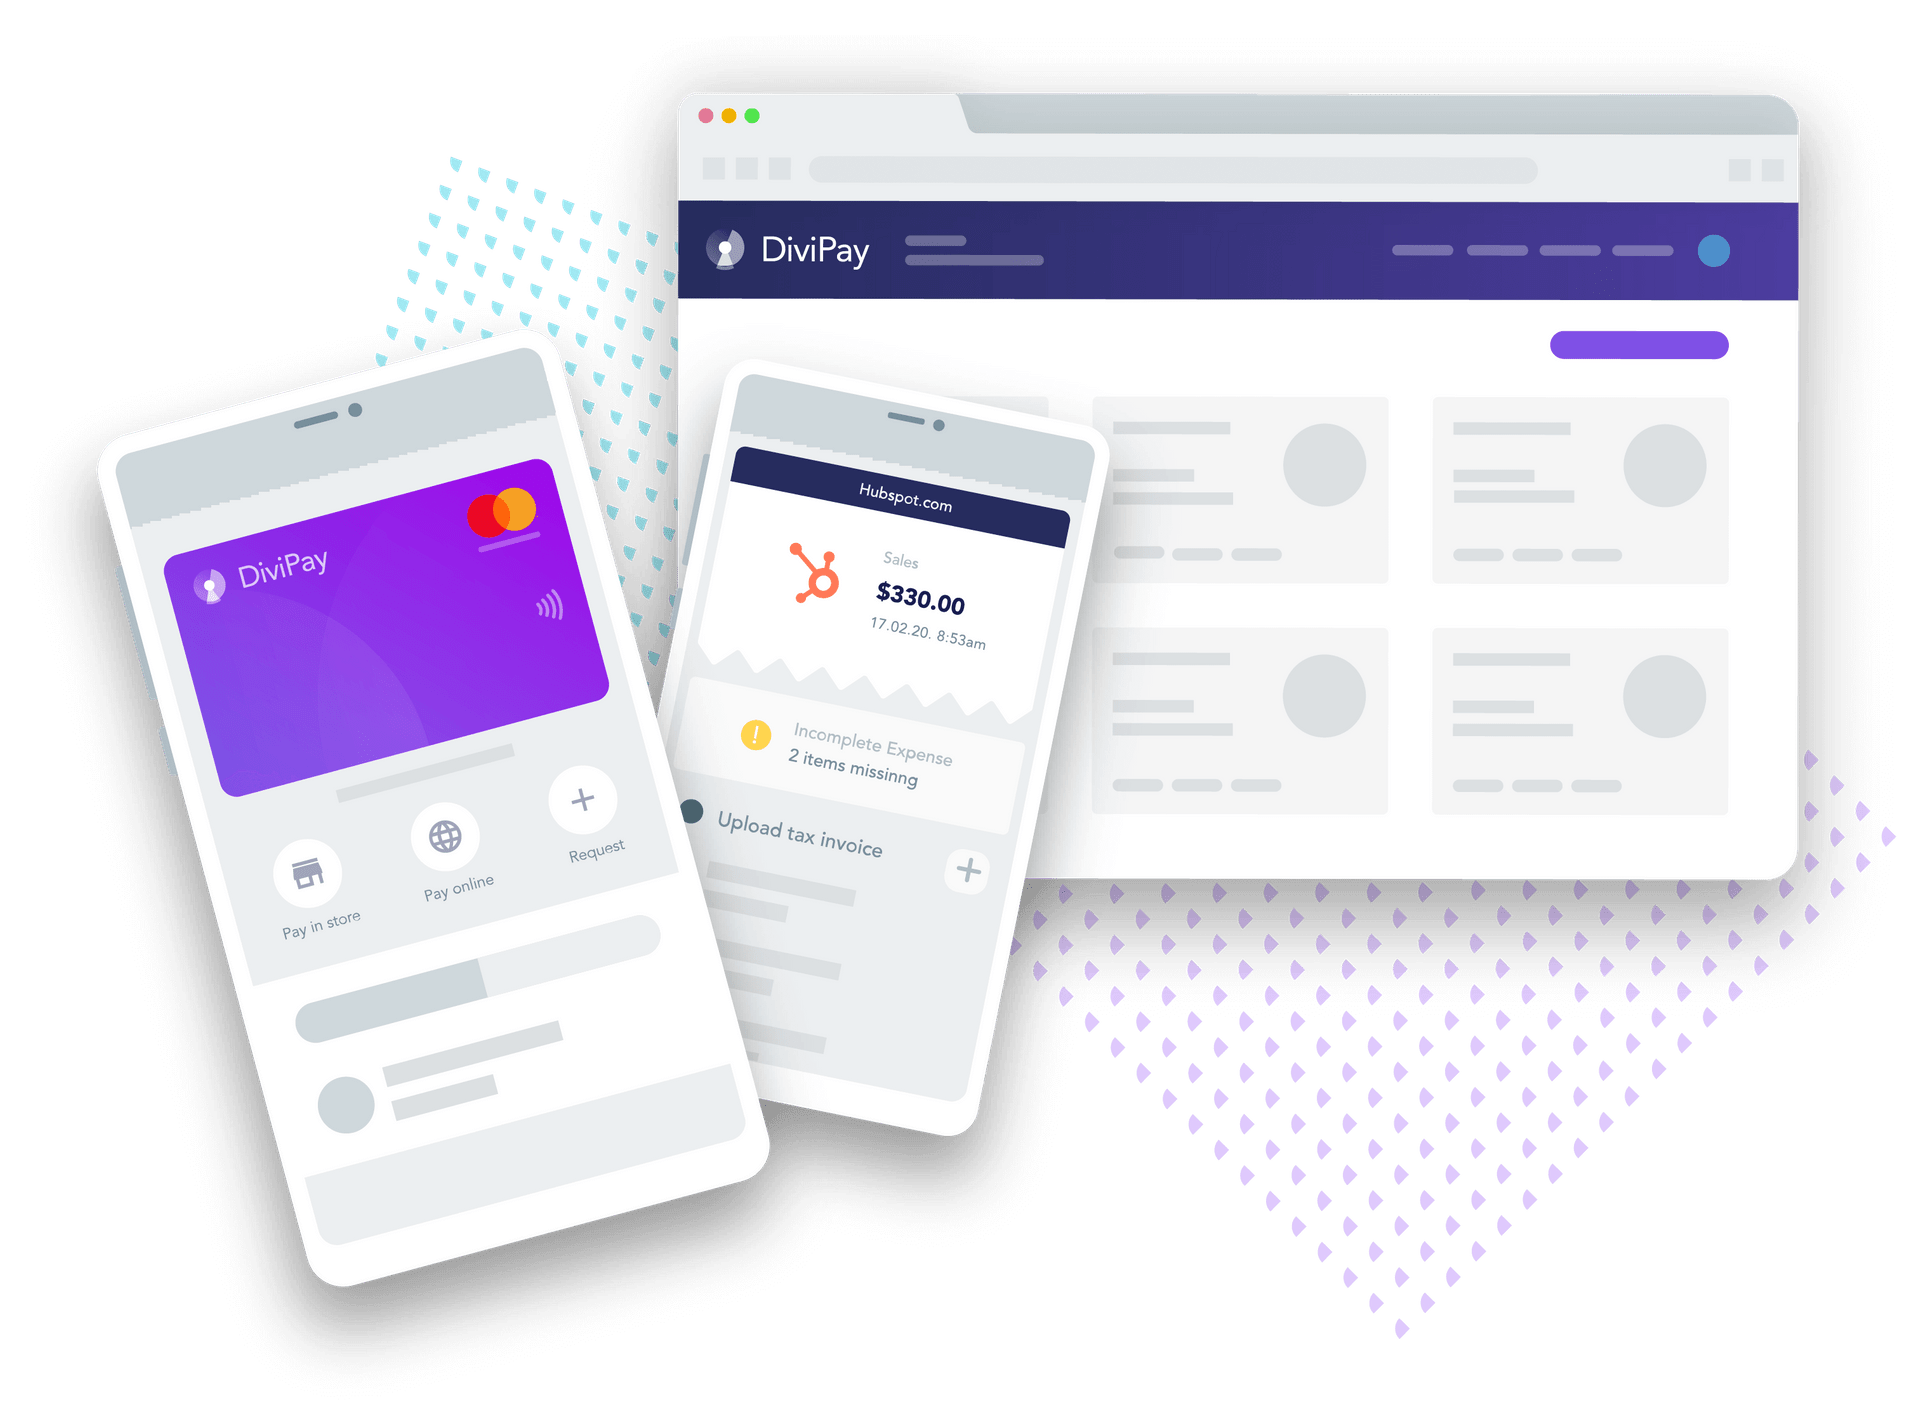 DiviPay
DiviPay
Pay in store
Pay online
Request
Hubspot.com
Sales
$330.00
17.02.20. 8:53am
!
Incomplete Expense
2 items missinng
Upload tax invoice